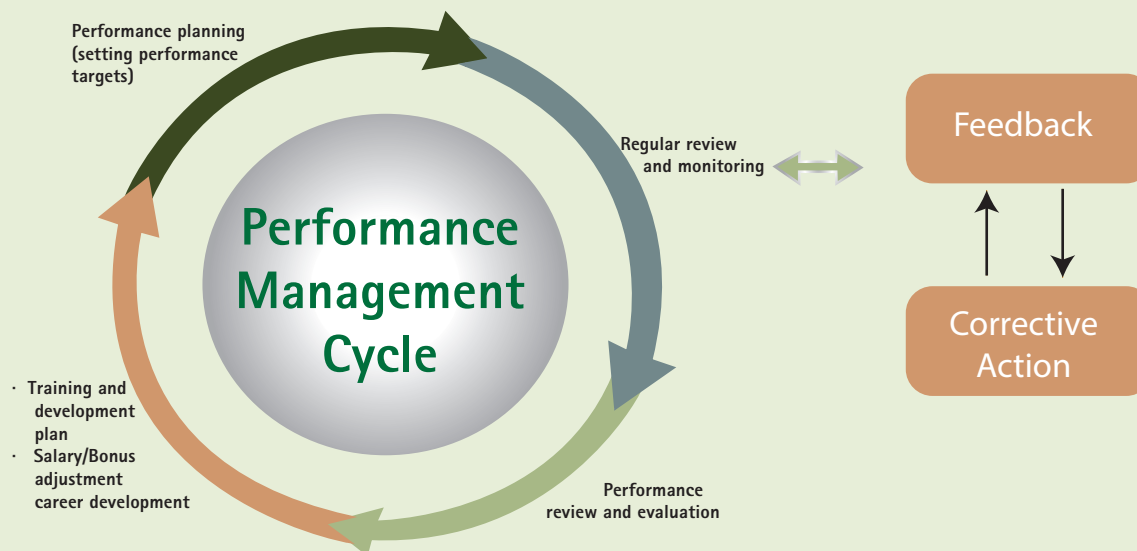 Performance planning
(setting performance
targets)
Regular review
and monitoring
Feedback
Corrective
Action
Performance
Management
Cycle
· Training and
development
plan
· Salary/Bonus
adjustment
career development
Performance
review and evaluation